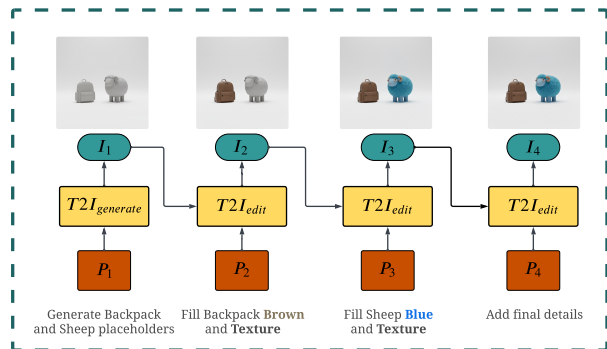 I1 I2 I3 I4
T2Igenerate T2Iedit T2Iedit T2Iedit
P1 P2 P3 P4
Generate Backpack
and Sheep placeholders
Fill Backpack Brown
and Texture
Fill Sheep Blue
and Texture
Add final details